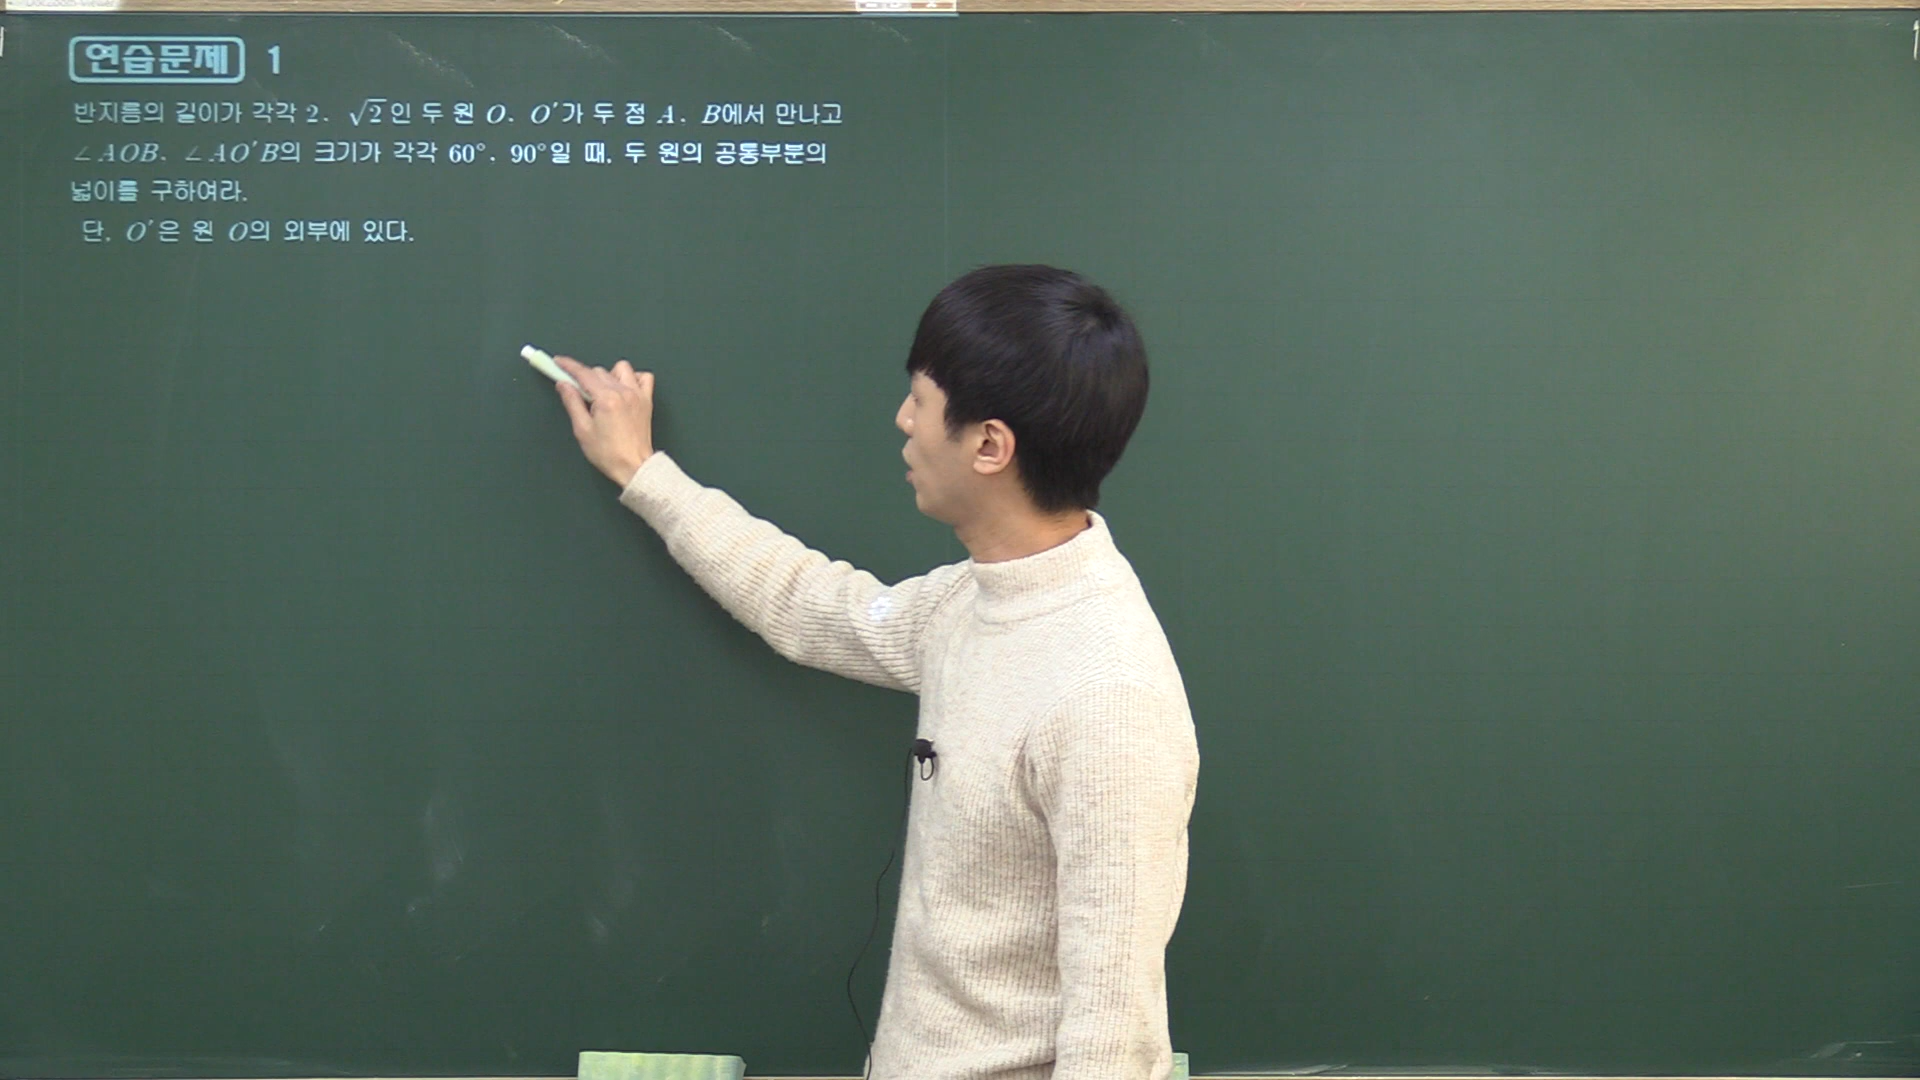 연습문제 1
반지름의 길이가 각각 2, √2인 두 원 O, O′가 두 점 A, B에서 만나고
∠AOB, ∠AO′B의 크기가 각각 60°, 90°일 때, 두 원의 공통부분의
넓이를 구하여라.
단, O′은 원 O의 외부에 있다.